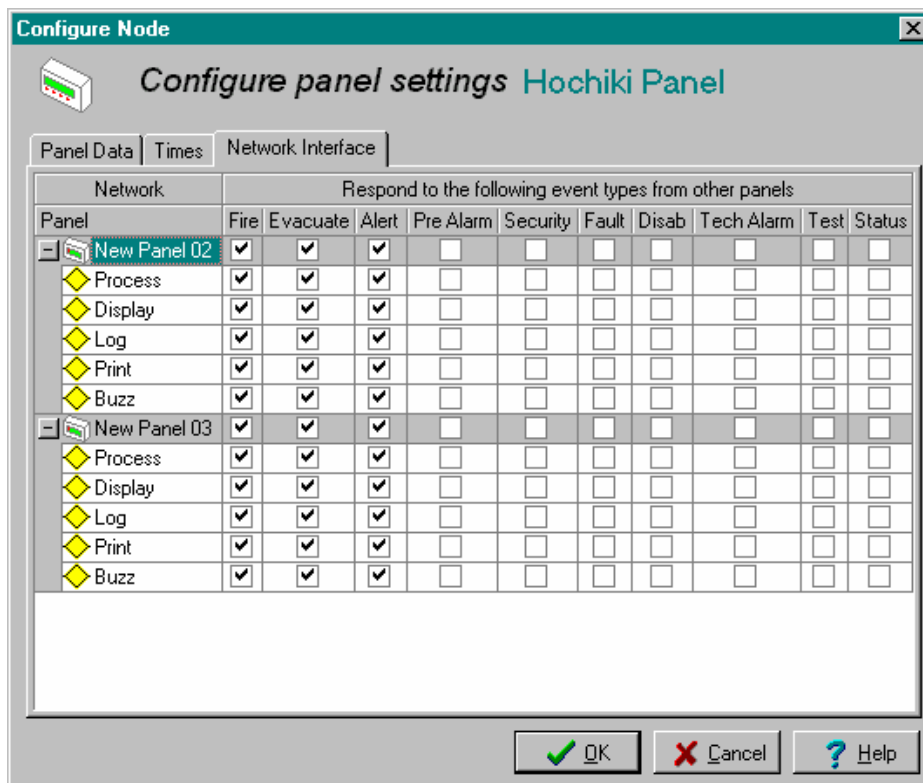 Configure Node
Configure panel settings Hochiki Panel
Panel Data Times Network Interface
Network Respond to the following event types from other panels
Panel Fire Evacuate Alert Pre Alarm Security Fault Disab Tech Alarm Test Status
New Panel 02
Process
Display
Log
Print
Buzz
New Panel 03
Process
Display
Log
Print
Buzz
OK Cancel Help